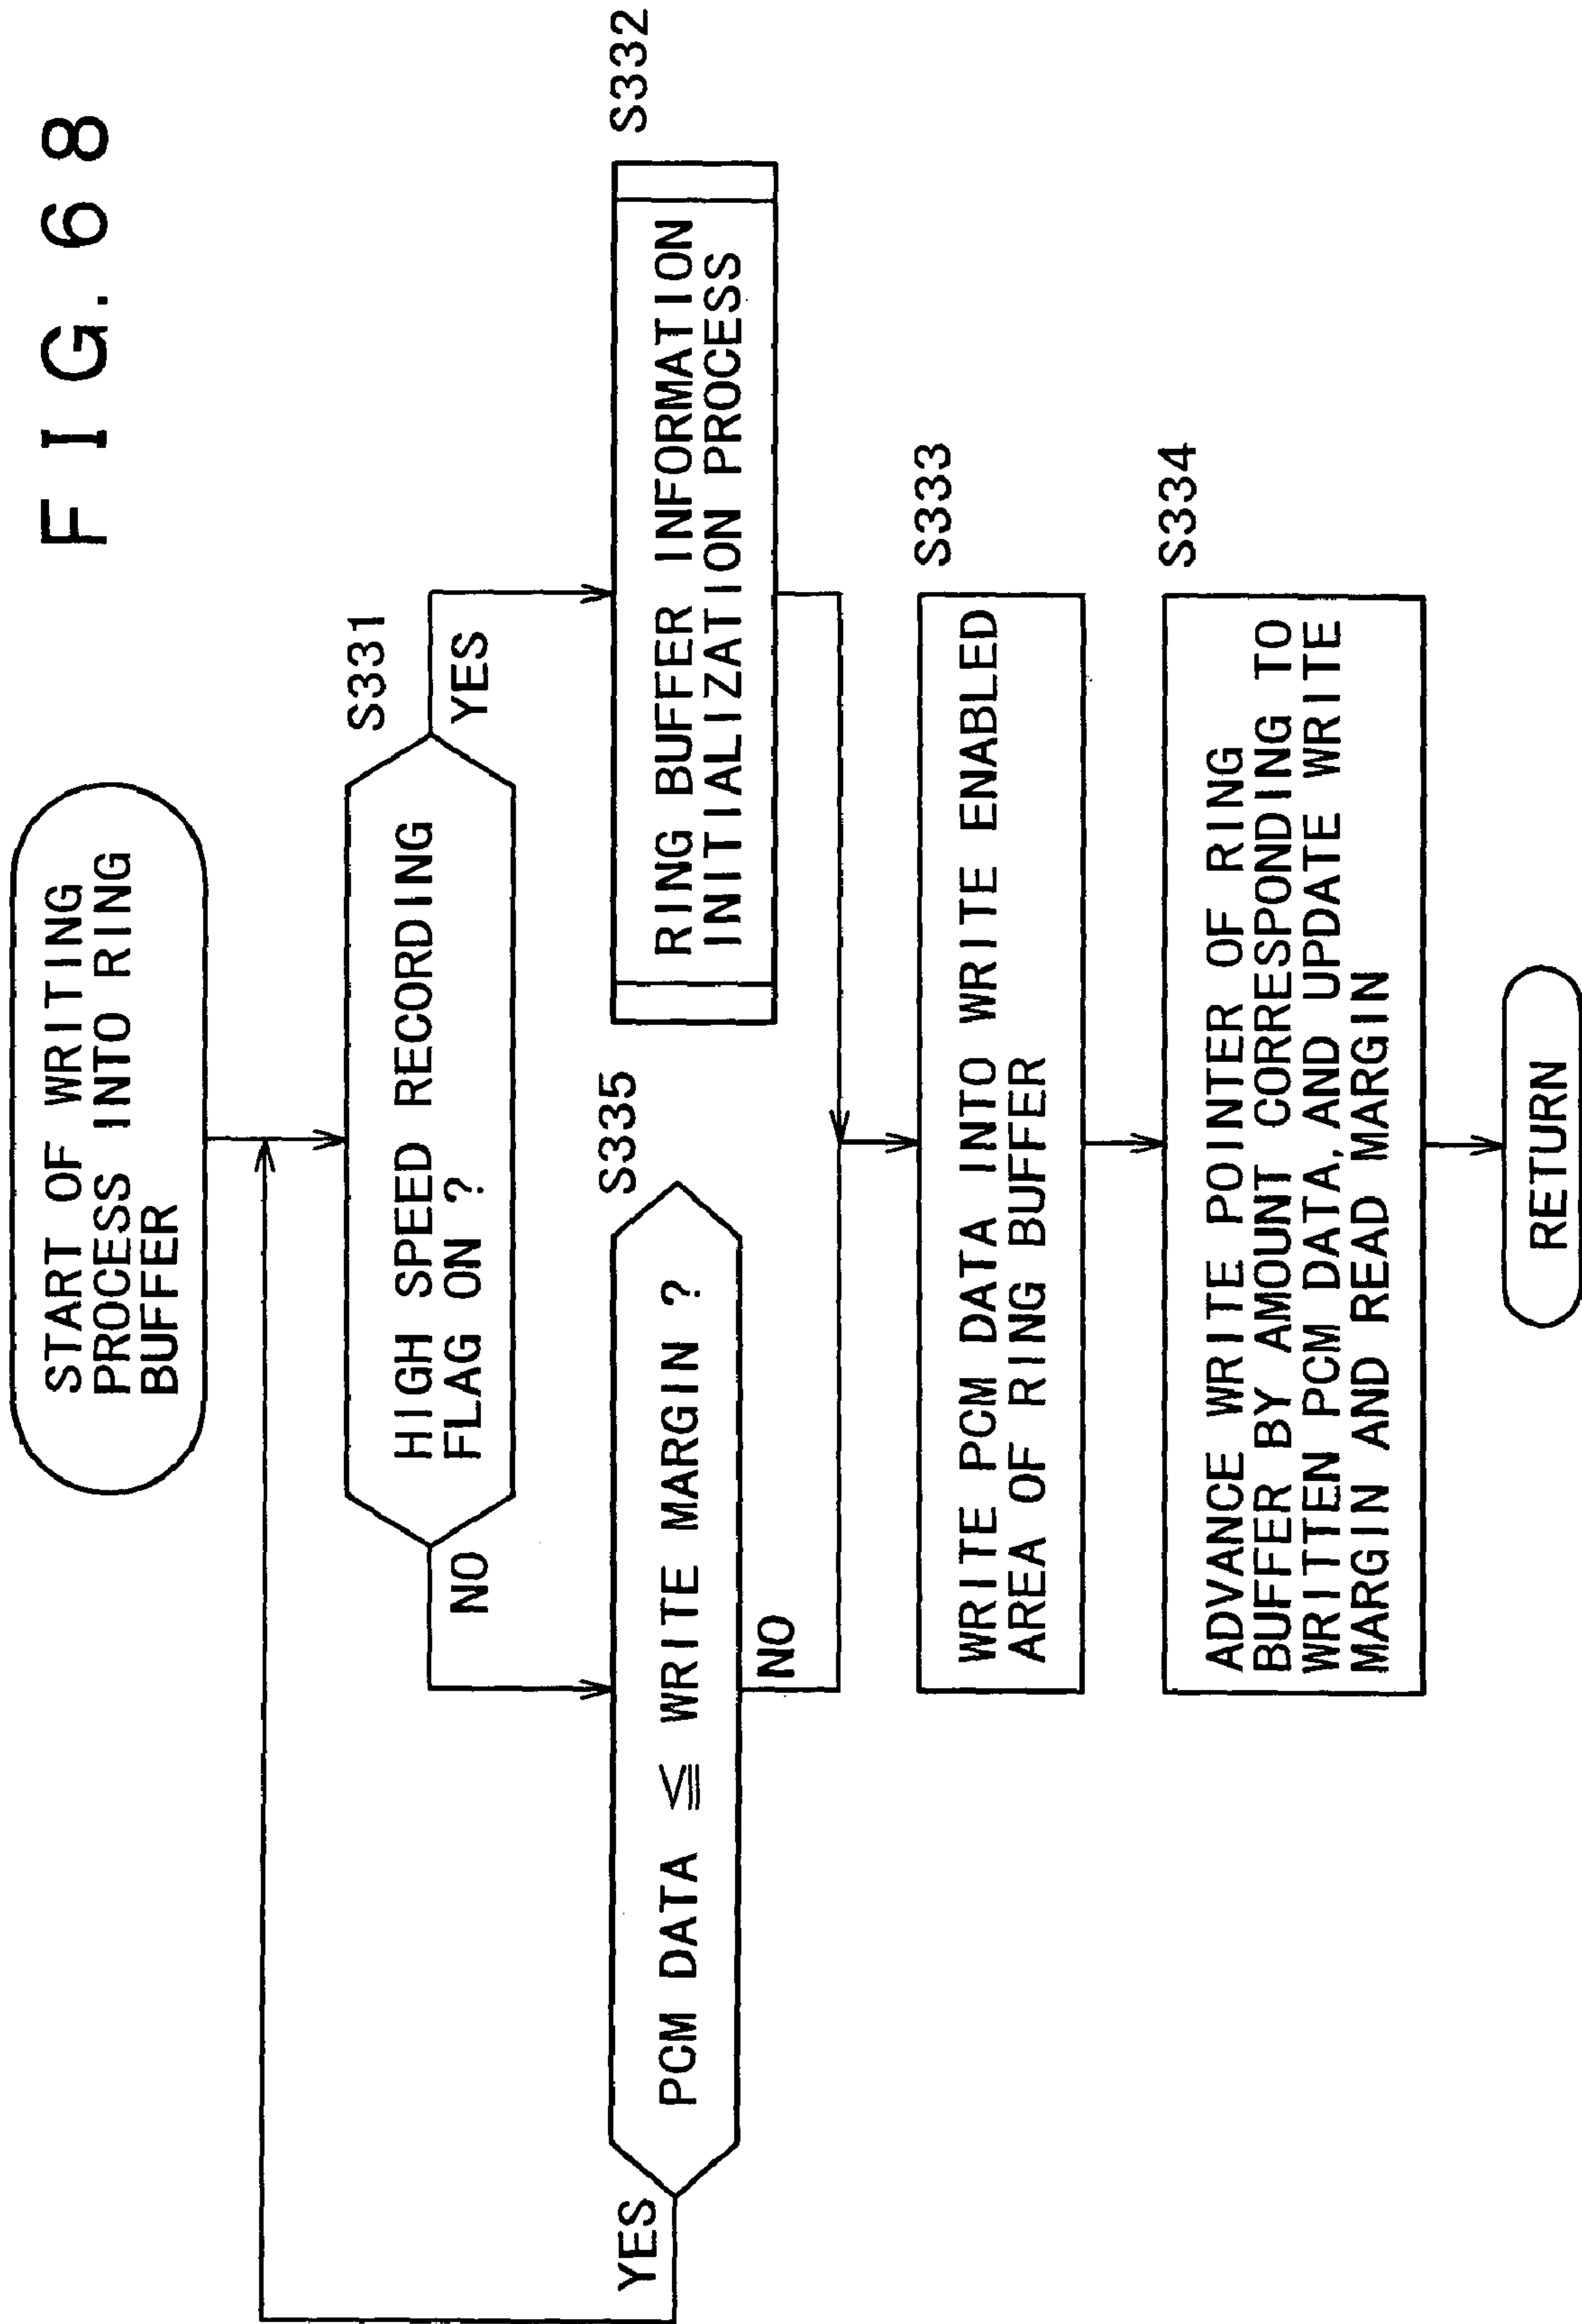 F I G. 6 8
START OF WRITING
PROCESS INTO RING
BUFFER
S331
HIGH SPEED RECORDING
FLAG ON ?
YES
NO
S332
RING BUFFER INFORMATION
INITIALIZATION PROCESS
S335
PCM DATA ≦ WRITE MARGIN ?
YES
NO
S333
WRITE PCM DATA INTO WRITE ENABLED
AREA OF RING BUFFER
S334
ADVANCE WRITE POINTER OF RING
BUFFER BY AMOUNT CORRESPONDING TO
WRITTEN PCM DATA, AND UPDATE WRITE
MARGIN AND READ MARGIN
RETURN